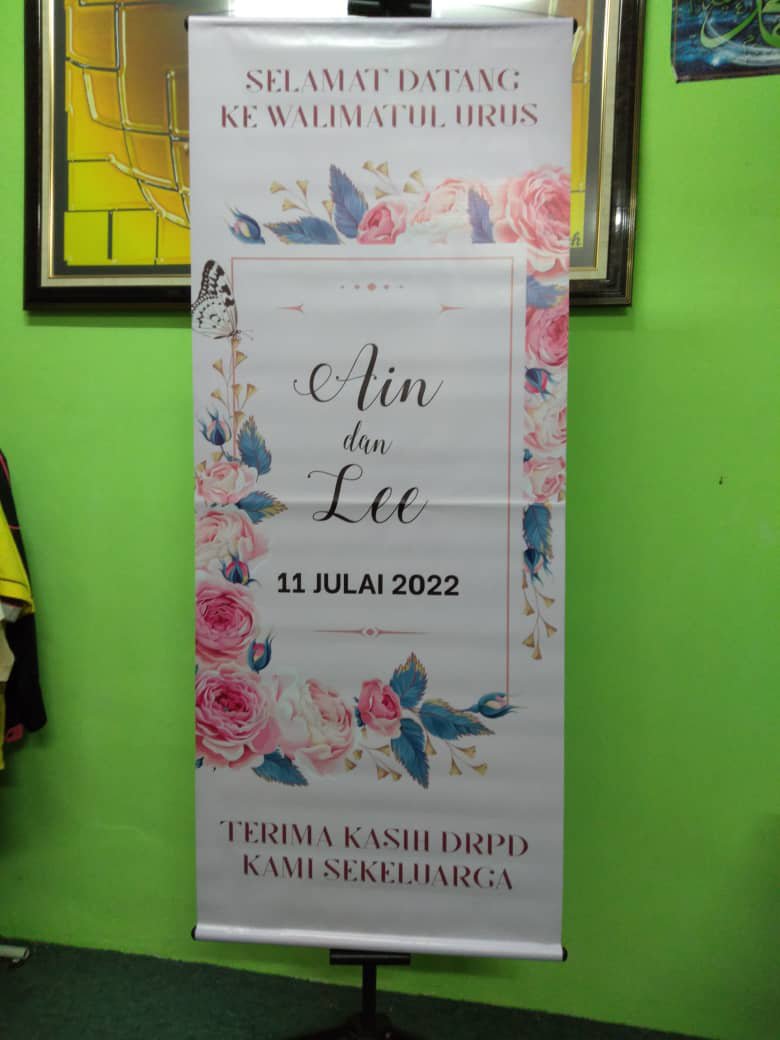 SELAMAT DATANG
KE WALIMATUL URUS
Ain
dan
Lee
11 JULAI 2022
TERIMA KASIH DRPD
KAMI SEKELUARGA